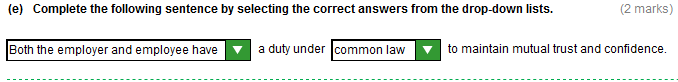 (e) Complete the following sentence by selecting the correct answers from the drop-down lists. (2 marks)
Both the employer and employee have a duty under common law to maintain mutual trust and confidence.